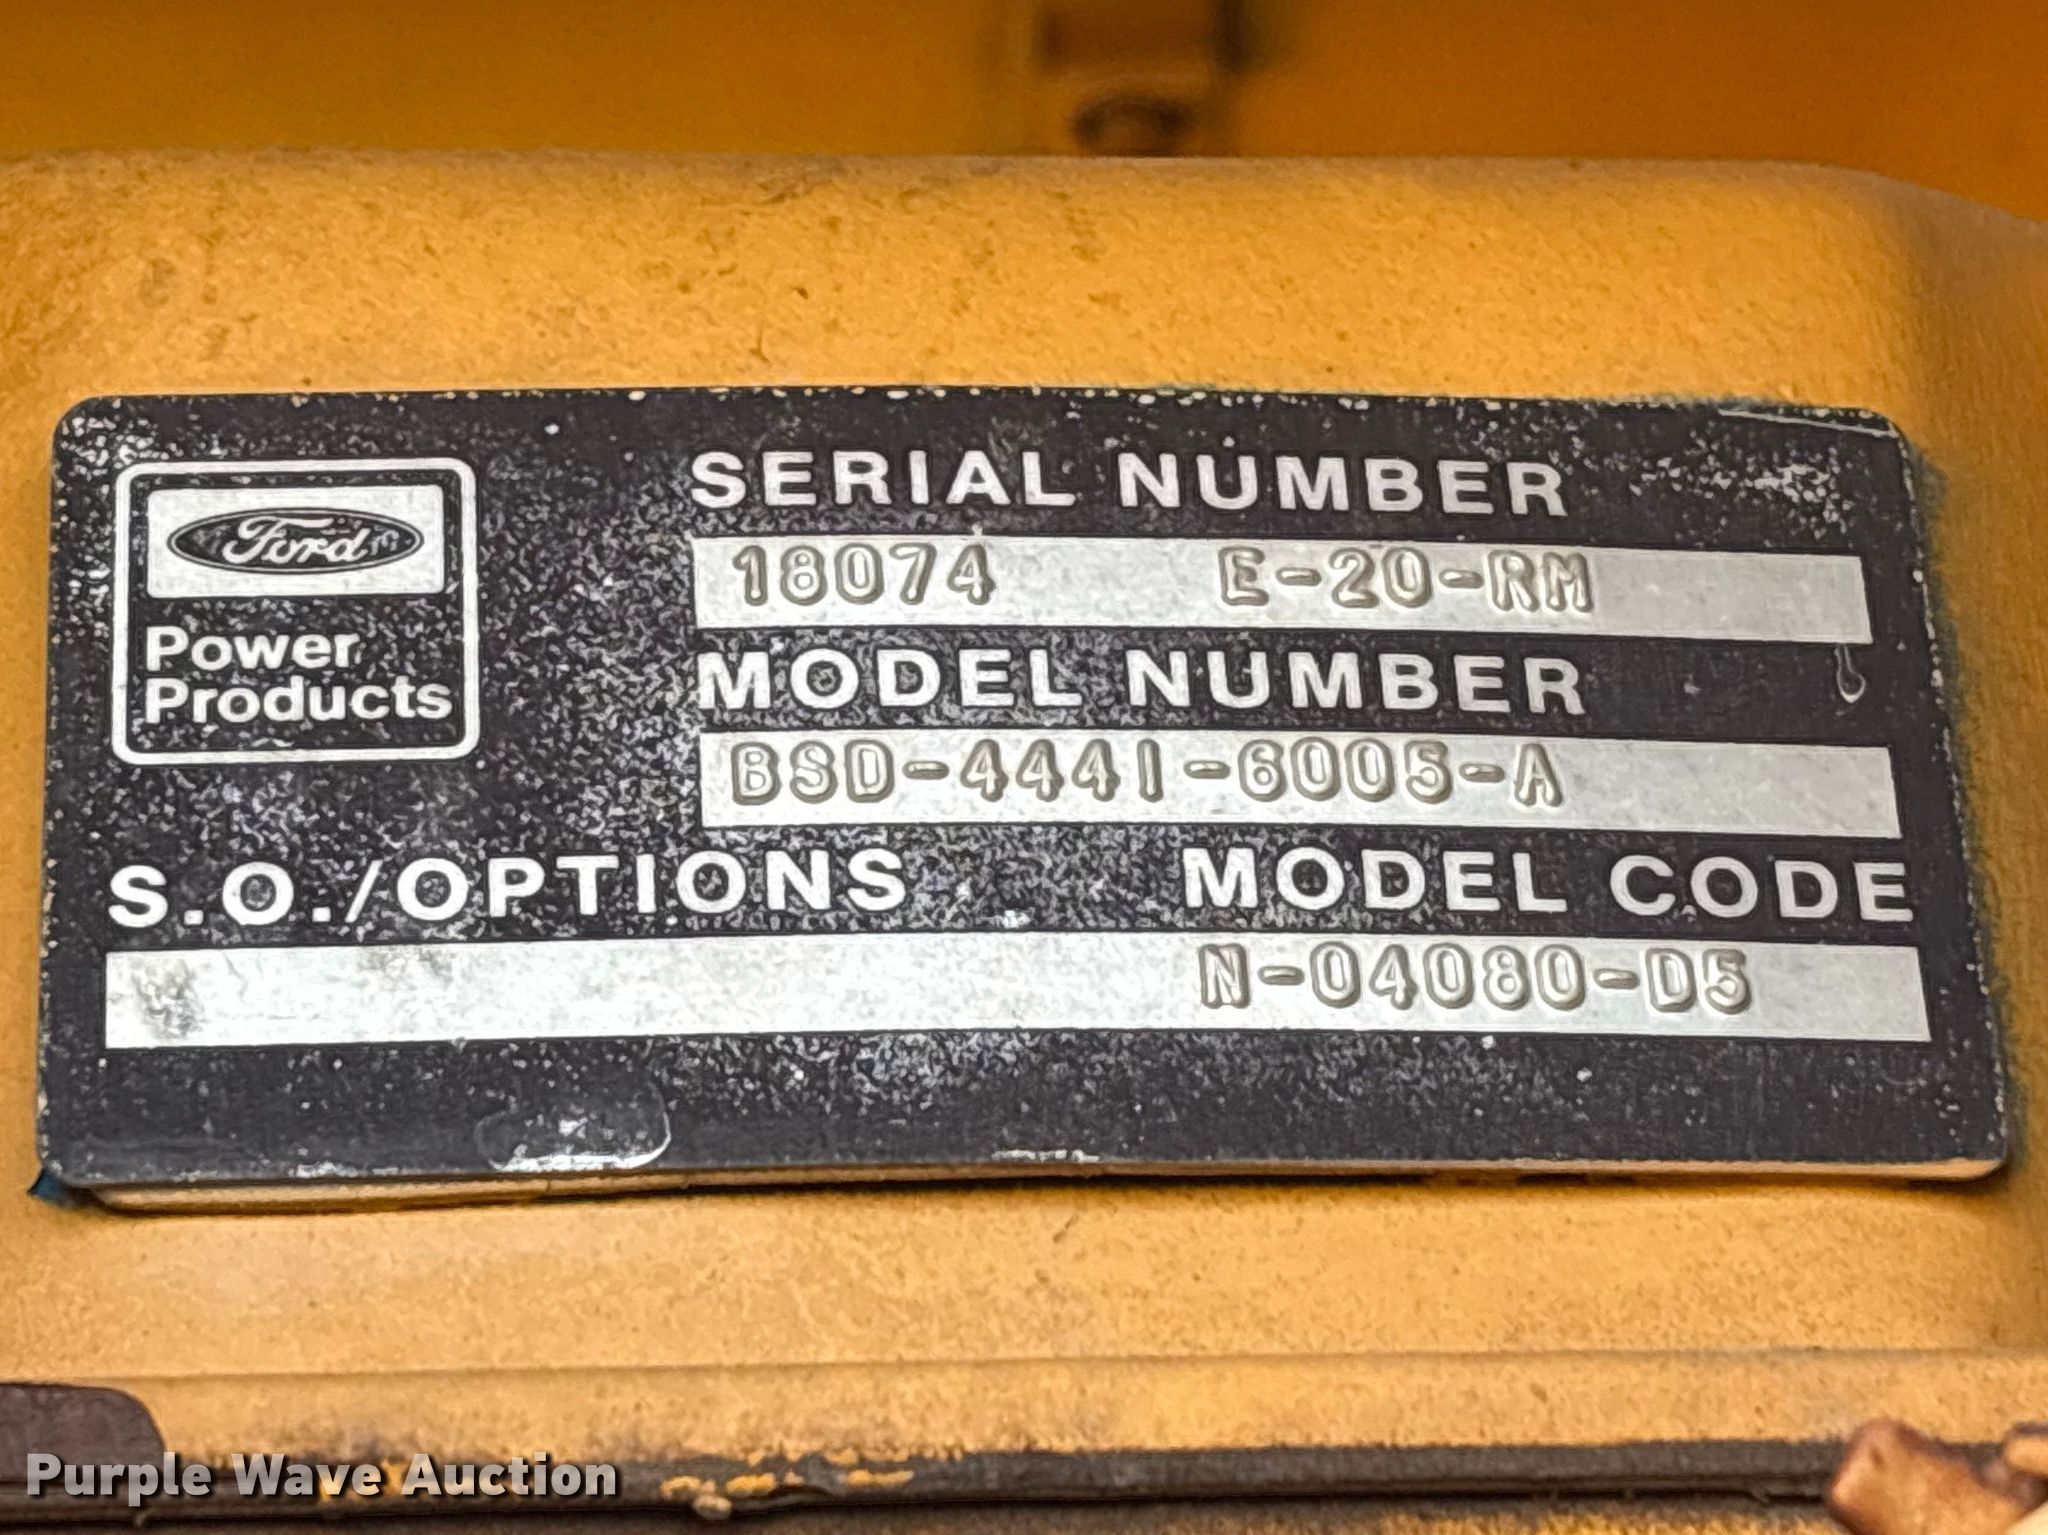 Ford
Power
Products
SERIAL NUMBER
18074 E-20-RM
MODEL NUMBER
BSD-4441-6005-A
S.O./OPTIONS MODEL CODE
N-04080-D5
Purple Wave Auction